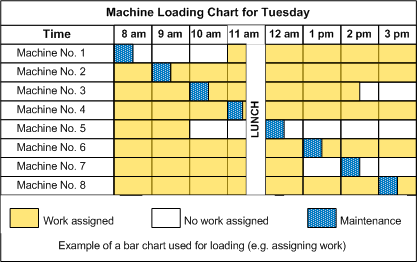 Machine Loading Chart for Tuesday
Time 8 am 9 am 10 am 11 am 12 am 1 pm 2 pm 3 pm
Machine No. 1
Machine No. 2
Machine No. 3
Machine No. 4
Machine No. 5
Machine No. 6
Machine No. 7
Machine No. 8
LUNCH
Work assigned No work assigned Maintenance
Example of a bar chart used for loading (e.g. assigning work)